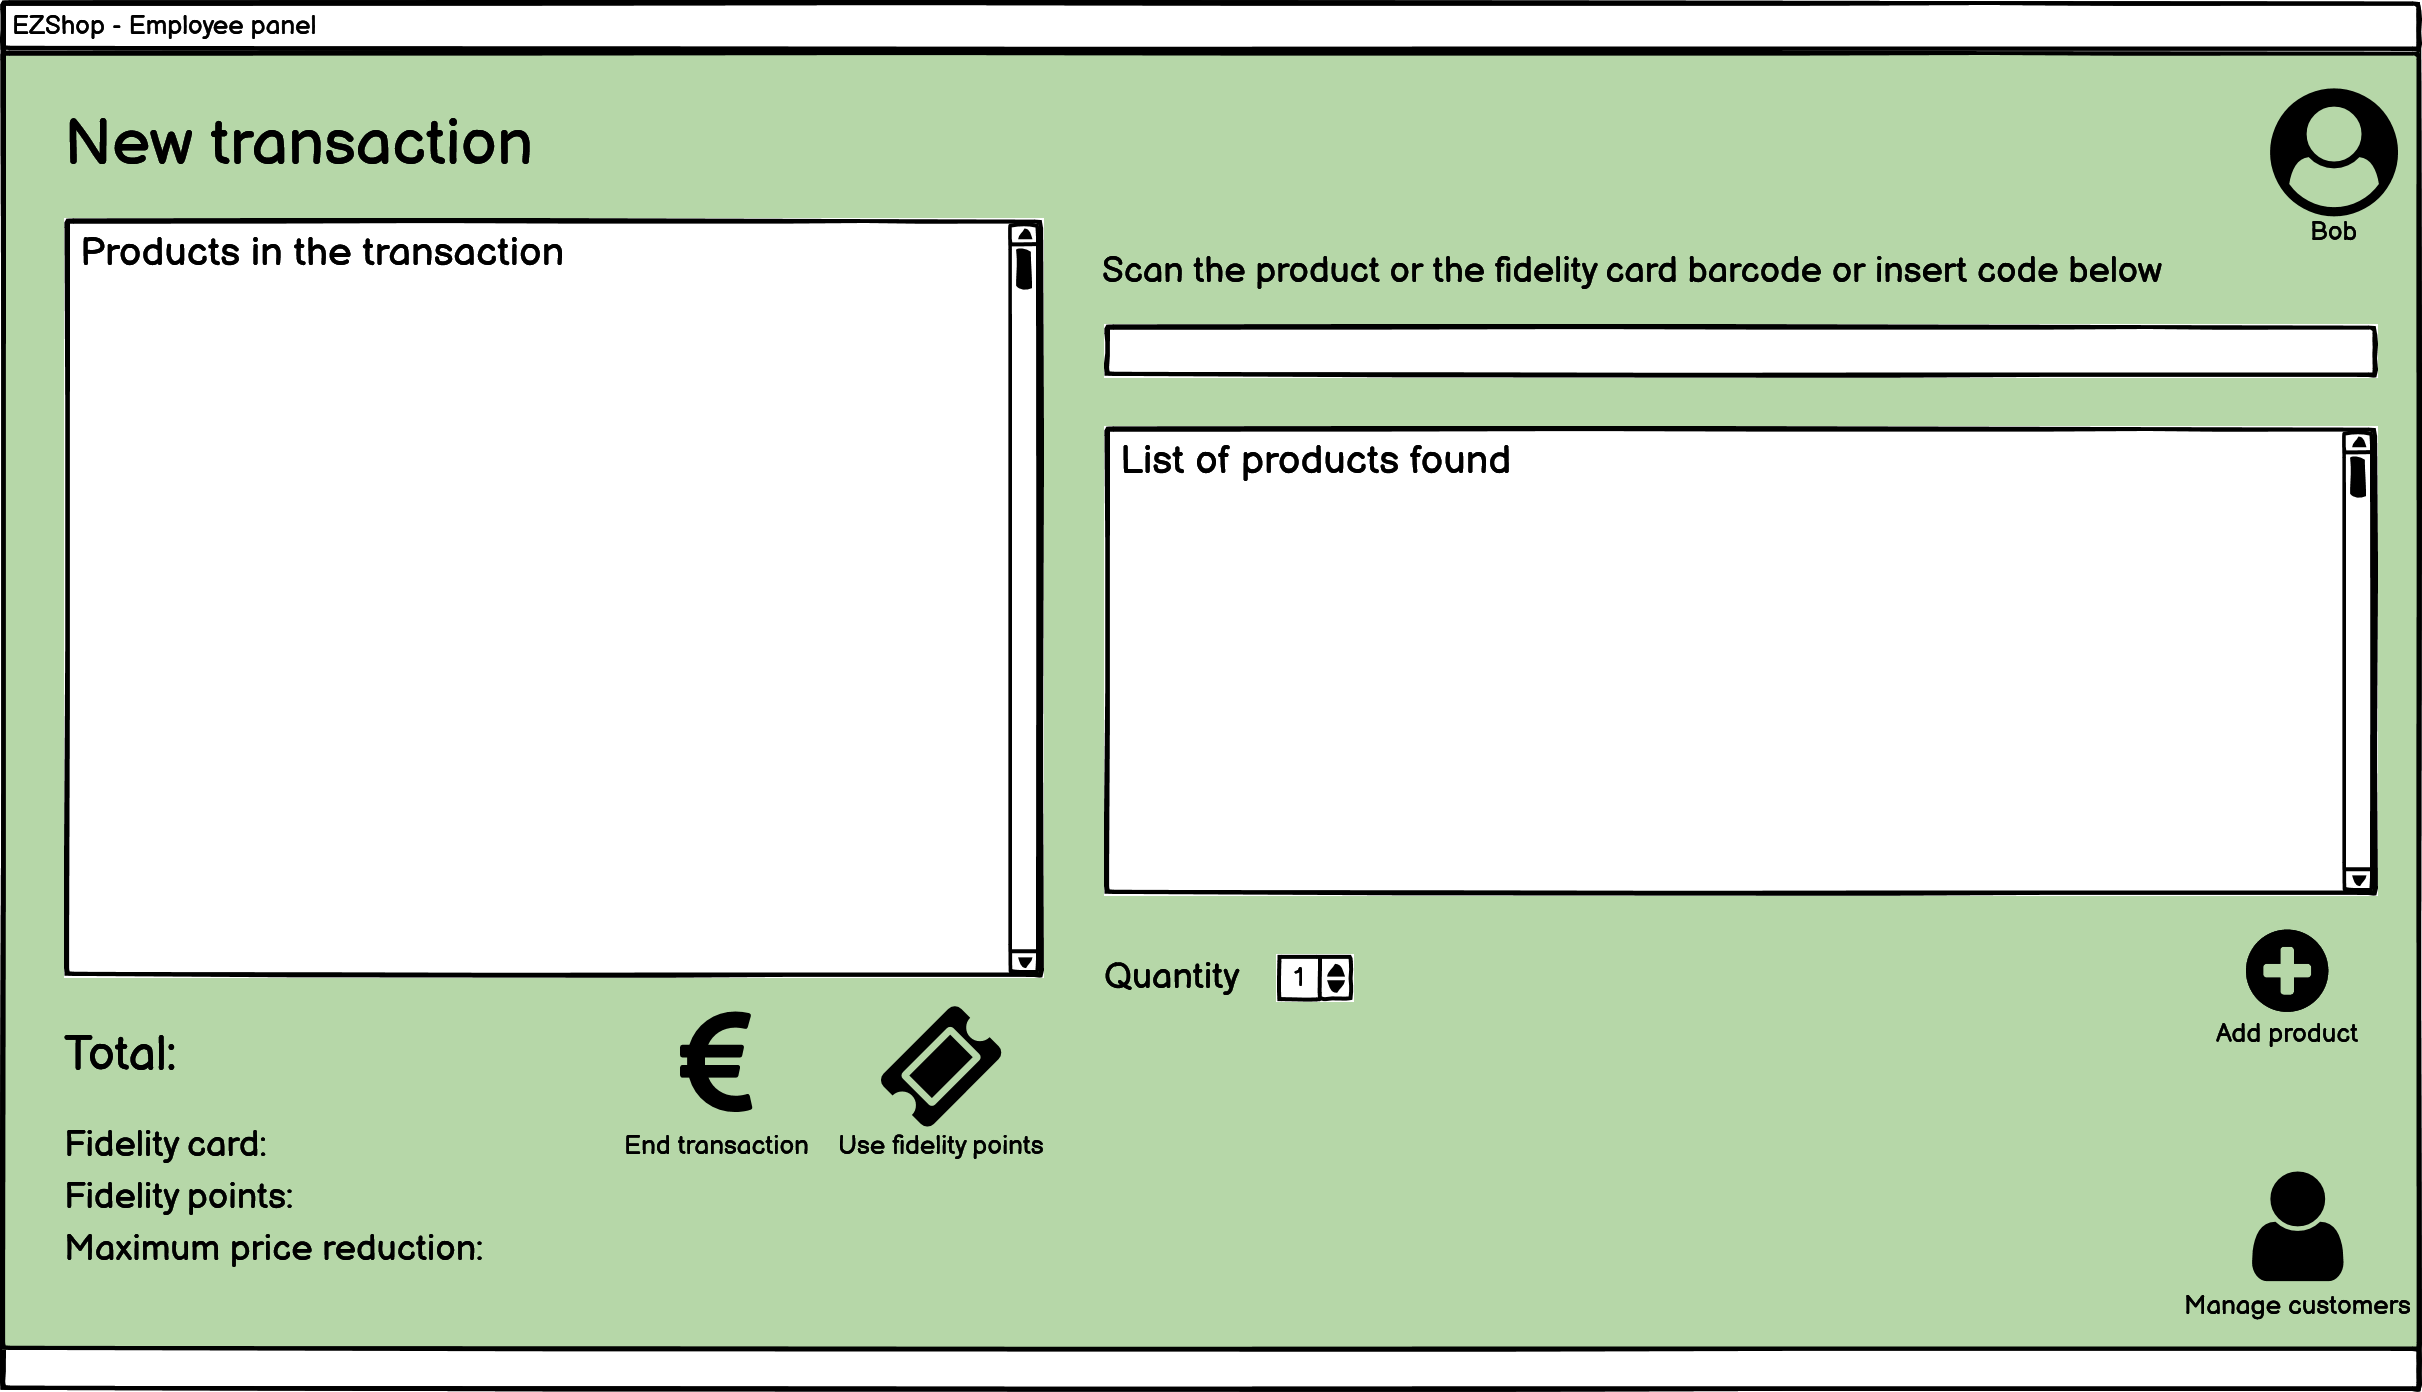 EZShop - Employee panel
New transaction
Bob
Products in the transaction
Scan the product or the fidelity card barcode or insert code below
List of products found
Quantity 1
Add product
Total:
End transaction
Use fidelity points
Fidelity card:
Fidelity points:
Maximum price reduction:
Manage customers